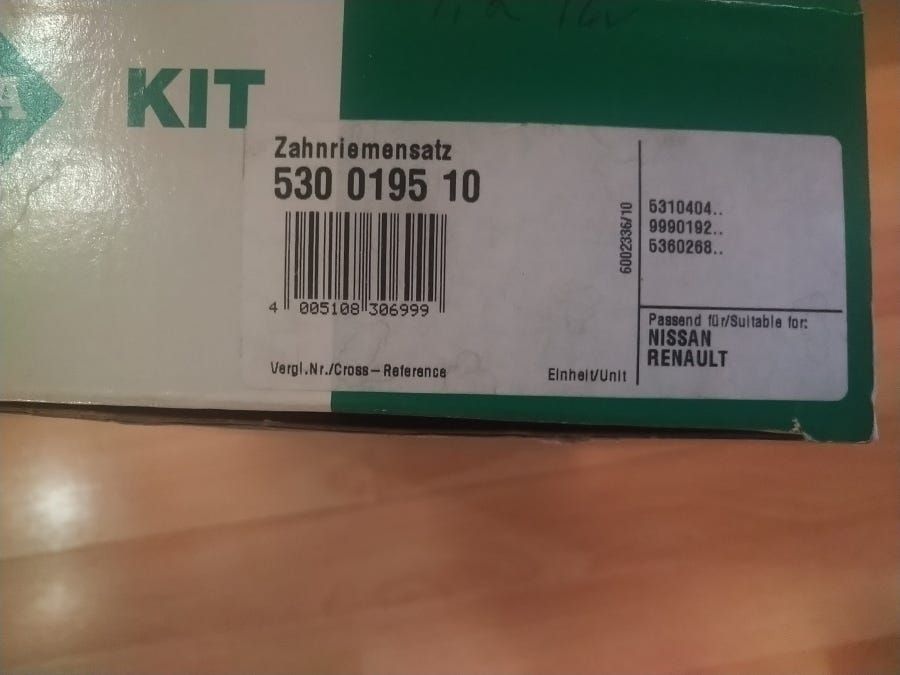 A
KIT
Zahnriemensatz
530 0195 10
4 005108 306999
Vergl.Nr./Cross-Reference
Einheit/Unit
6002336/10
5310404..
9990192..
5360268..
Passend für/Suitable for:
NISSAN
RENAULT